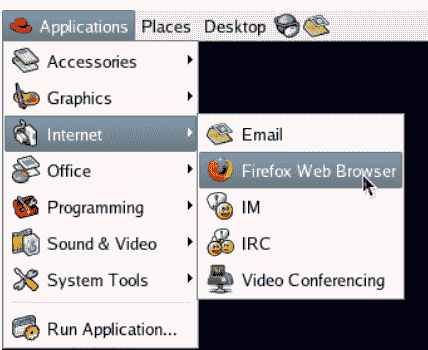 Applications Places Desktop
Accessories
Graphics
Internet
Office
Programming
Sound & Video
System Tools
Run Application...
Email
Firefox Web Browser
IM
IRC
Video Conferencing